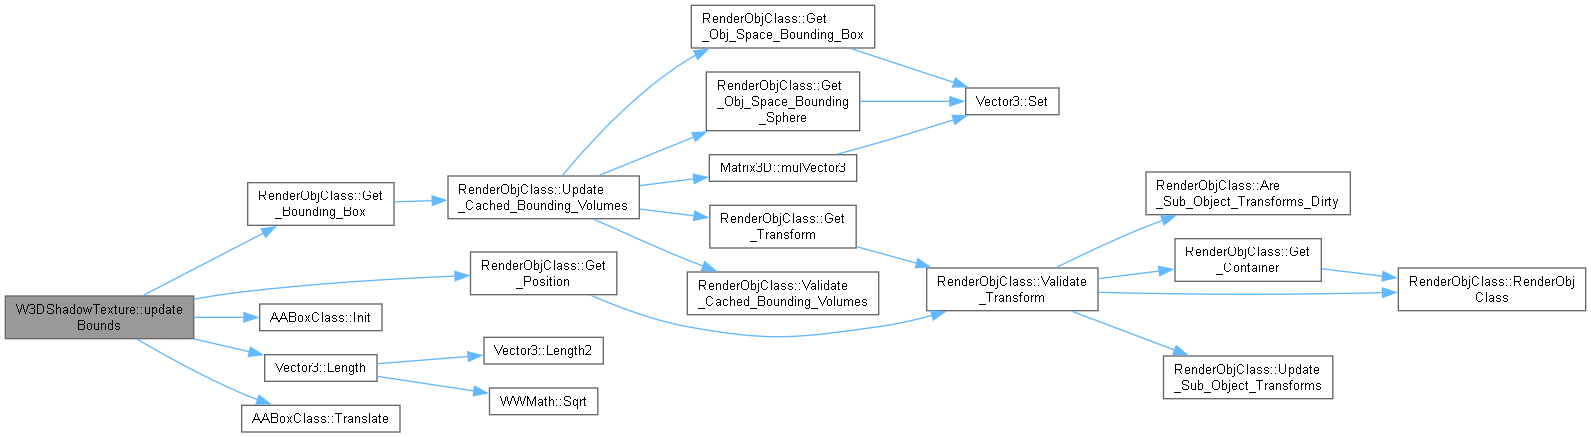 W3DShadowTexture::update
Bounds
RenderObjClass::Get
_Bounding_Box
RenderObjClass::Update
_Cached_Bounding_Volumes
RenderObjClass::Get
_Obj_Space_Bounding_Box
RenderObjClass::Get
_Obj_Space_Bounding
_Sphere
Vector3::Set
Matrix3D::mulVector3
RenderObjClass::Get
_Transform
RenderObjClass::Validate
_Cached_Bounding_Volumes
RenderObjClass::Get
_Position
RenderObjClass::Validate
_Transform
RenderObjClass::Are
_Sub_Object_Transforms_Dirty
RenderObjClass::Get
_Container
RenderObjClass::RenderObj
Class
RenderObjClass::Update
_Sub_Object_Transforms
AABoxClass::Init
Vector3::Length
Vector3::Length2
WWMath::Sqrt
AABoxClass::Translate